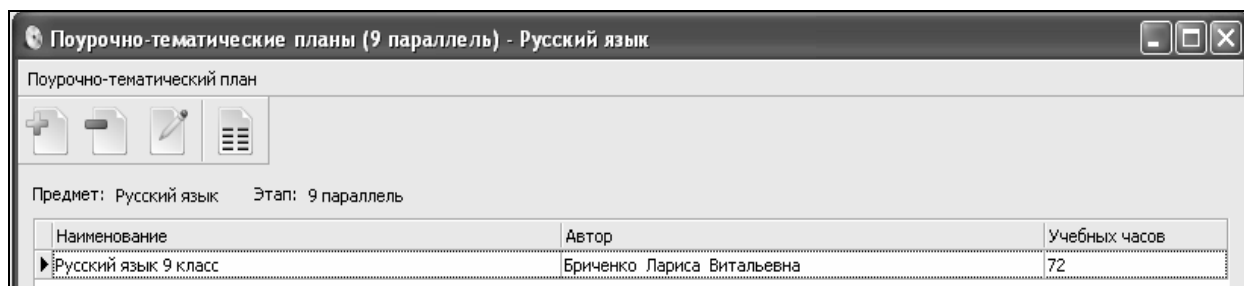 Поурочно-тематические планы (9 параллель) - Русский язык
Поурочно-тематический план
Предмет: Русский язык Этап: 9 параллель
Наименование Автор Учебных часов
Русский язык 9 класс Бриченко Лариса Витальевна 72